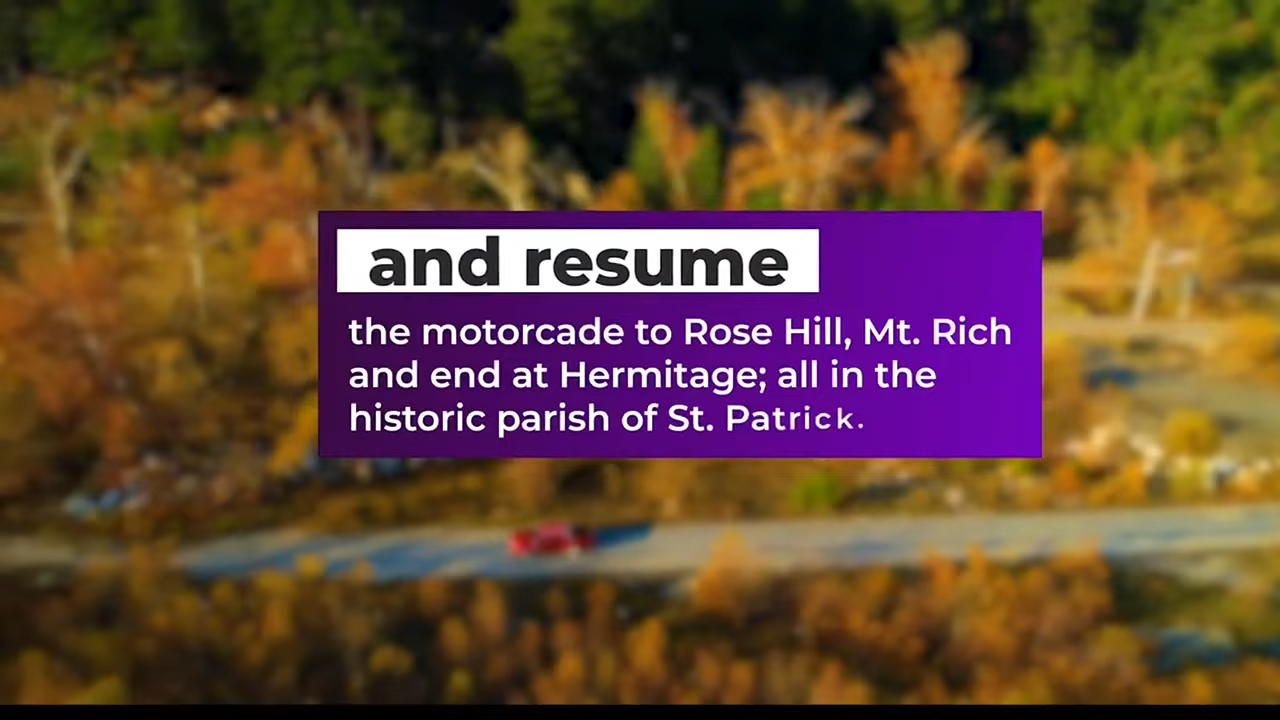 and resume
the motorcade to Rose Hill, Mt. Rich
and end at Hermitage; all in the
historic parish of St. Patrick.